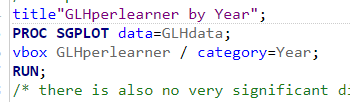 title"GLHperlearner by Year";
PROC SGPLOT data=GLHdata;
vbox GLHperlearner / category=Year;
RUN;
/* there is also no very significant